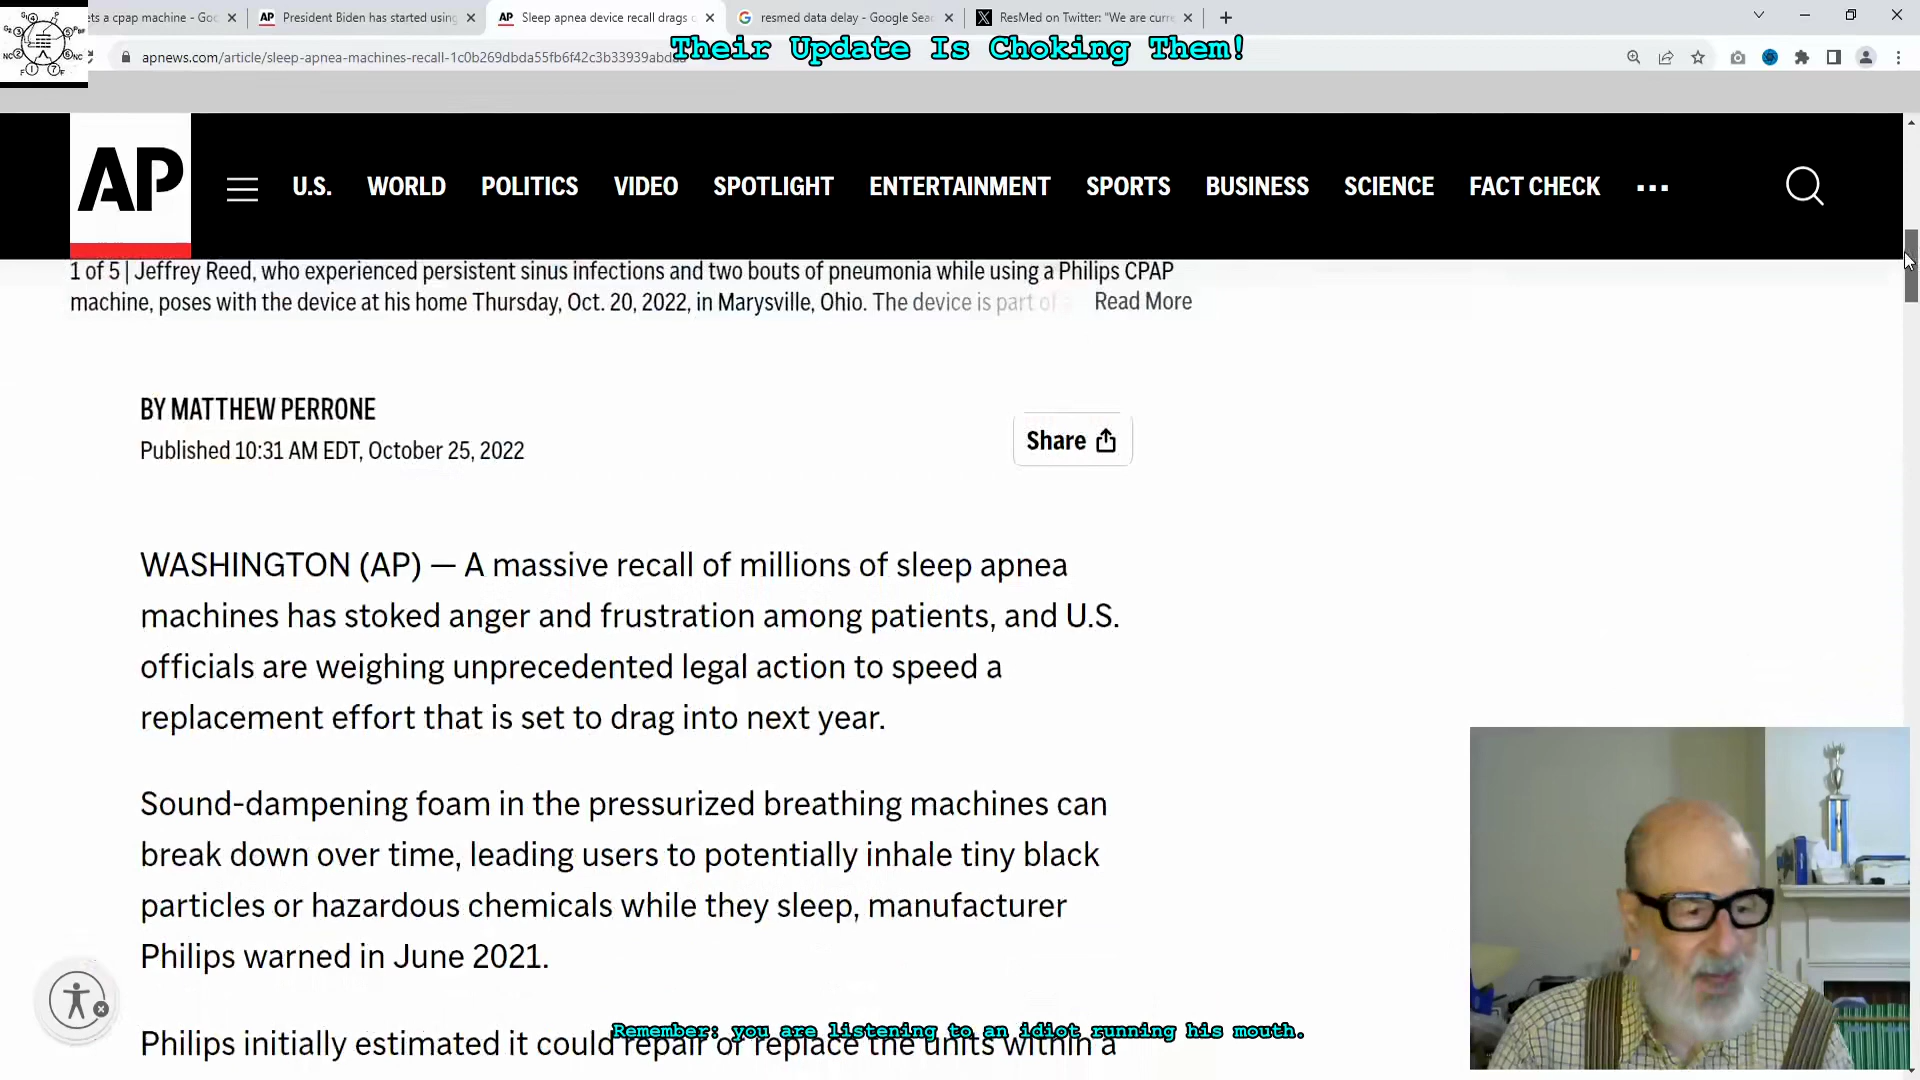 ets a cpap machine - Goo
President Biden has started using
Sleep apnea device recall drags o
resmed data delay - Google Sear
ResMed on Twitter: "We are curre
Their Update Is Choking Them!
apnews.com/article/sleep-apnea-machines-recall-1c0b269dbda55fb6f42c3b33939abdaa
AP
U.S. WORLD POLITICS VIDEO SPOTLIGHT ENTERTAINMENT SPORTS BUSINESS SCIENCE FACT CHECK ...
1 of 5 | Jeffrey Reed, who experienced persistent sinus infections and two bouts of pneumonia while using a Philips CPAP
machine, poses with the device at his home Thursday, Oct. 20, 2022, in Marysville, Ohio. The device is part of a Read More
BY MATTHEW PERRONE
Published 10:31 AM EDT, October 25, 2022
Share
WASHINGTON (AP) — A massive recall of millions of sleep apnea
machines has stoked anger and frustration among patients, and U.S.
officials are weighing unprecedented legal action to speed a
replacement effort that is set to drag into next year.
Sound-dampening foam in the pressurized breathing machines can
break down over time, leading users to potentially inhale tiny black
particles or hazardous chemicals while they sleep, manufacturer
Philips warned in June 2021.
Remember: you are listening to an idiot running his mouth.
Philips initially estimated it could repair or replace the units within a